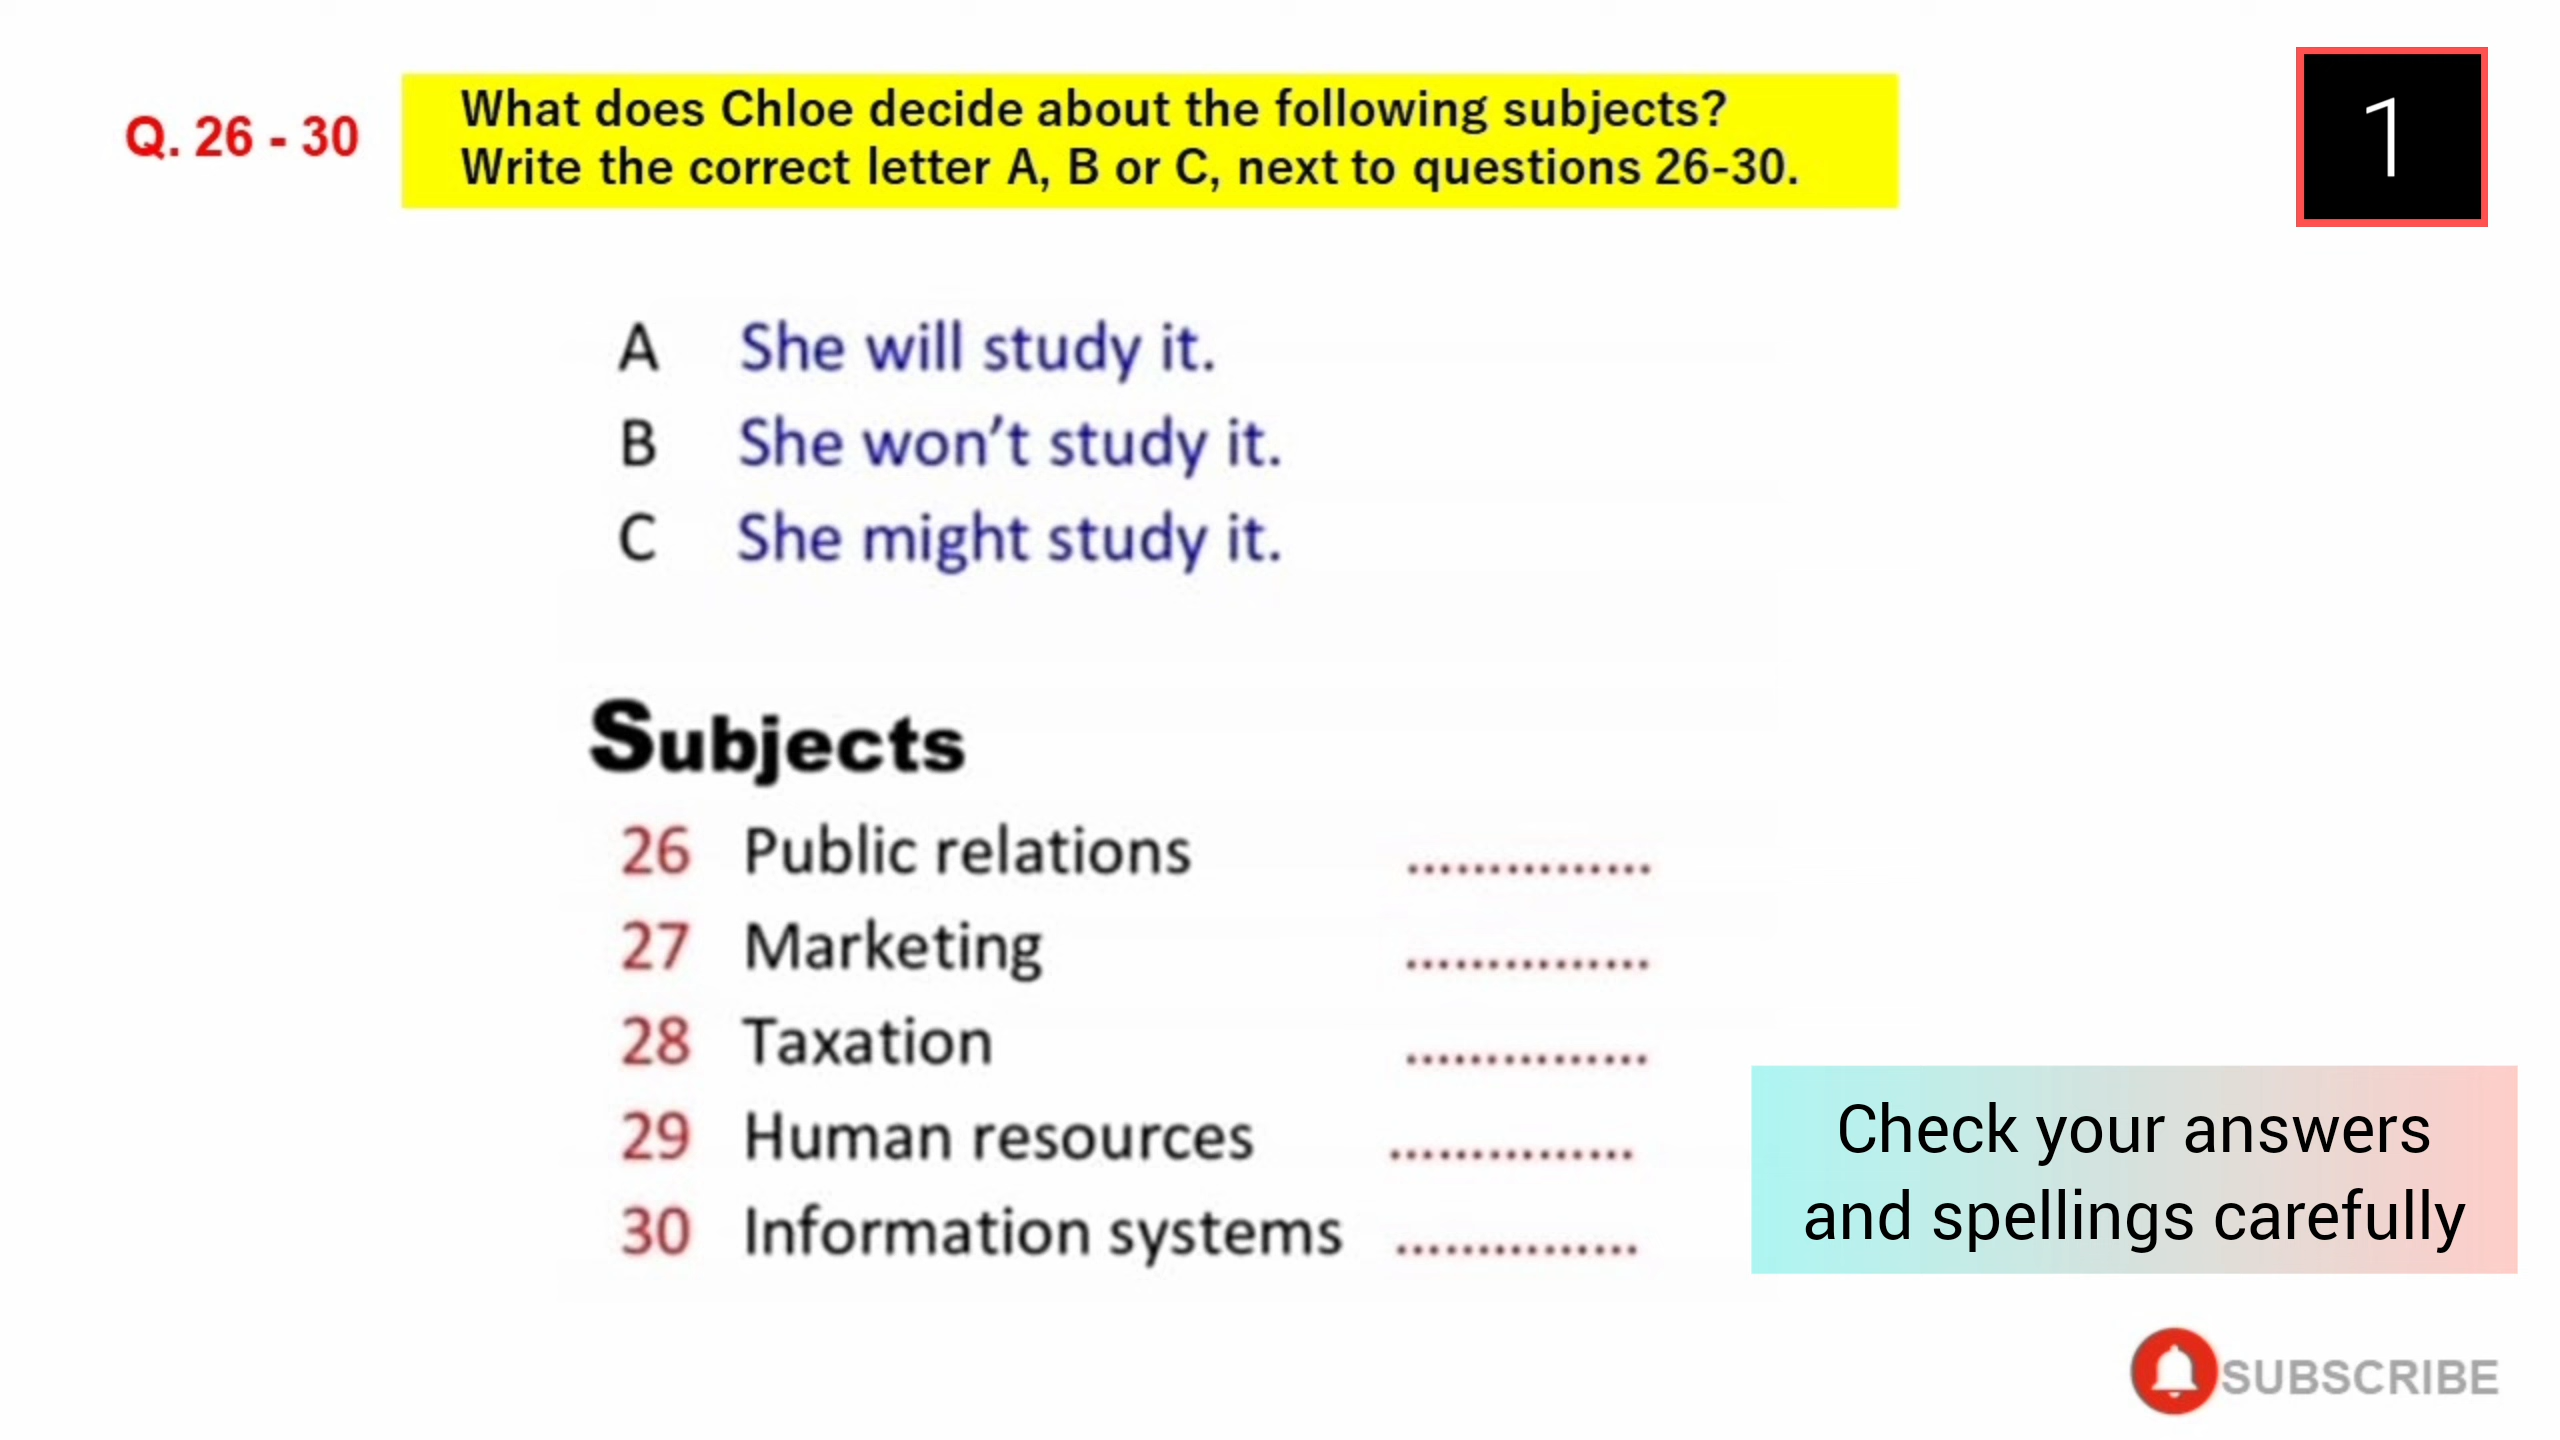 Q. 26 - 30
What does Chloe decide about the following subjects?
Write the correct letter A, B or C, next to questions 26-30.
1
A She will study it.
B She won't study it.
C She might study it.
Subjects
26 Public relations ...............
27 Marketing ...............
28 Taxation ...............
29 Human resources ...............
30 Information systems ...............
Check your answers
and spellings carefully
SUBSCRIBE